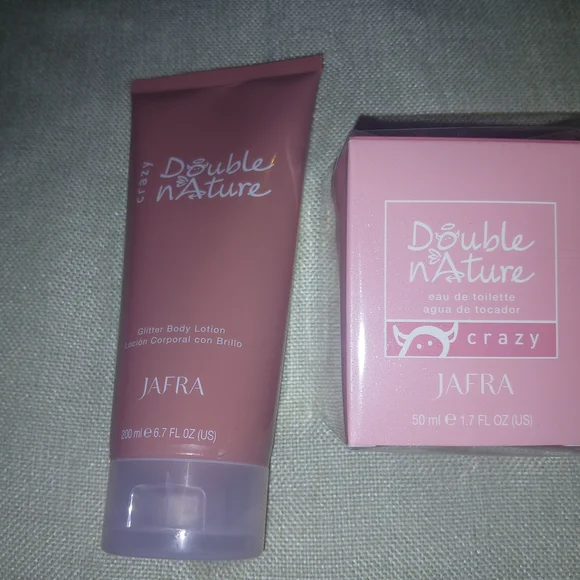 crazy
Double
nAture
Glitter Body Lotion
Loción Corporal con Brillo
JAFRA
200 ml e 6.7 FL OZ (US)
Double
nAture
eau de toilette
agua de tocador
crazy
JAFRA
50 ml e 1.7 FL OZ (US)